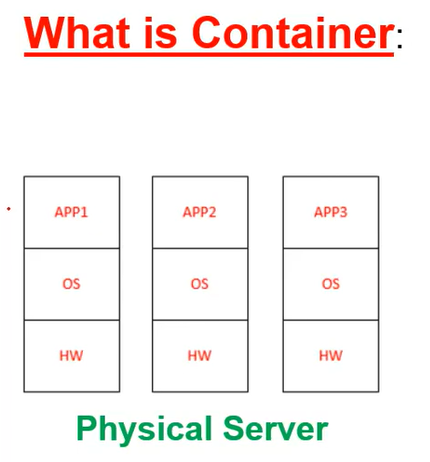 What is Container:
APP1 APP2 APP3
OS OS OS
HW HW HW
Physical Server